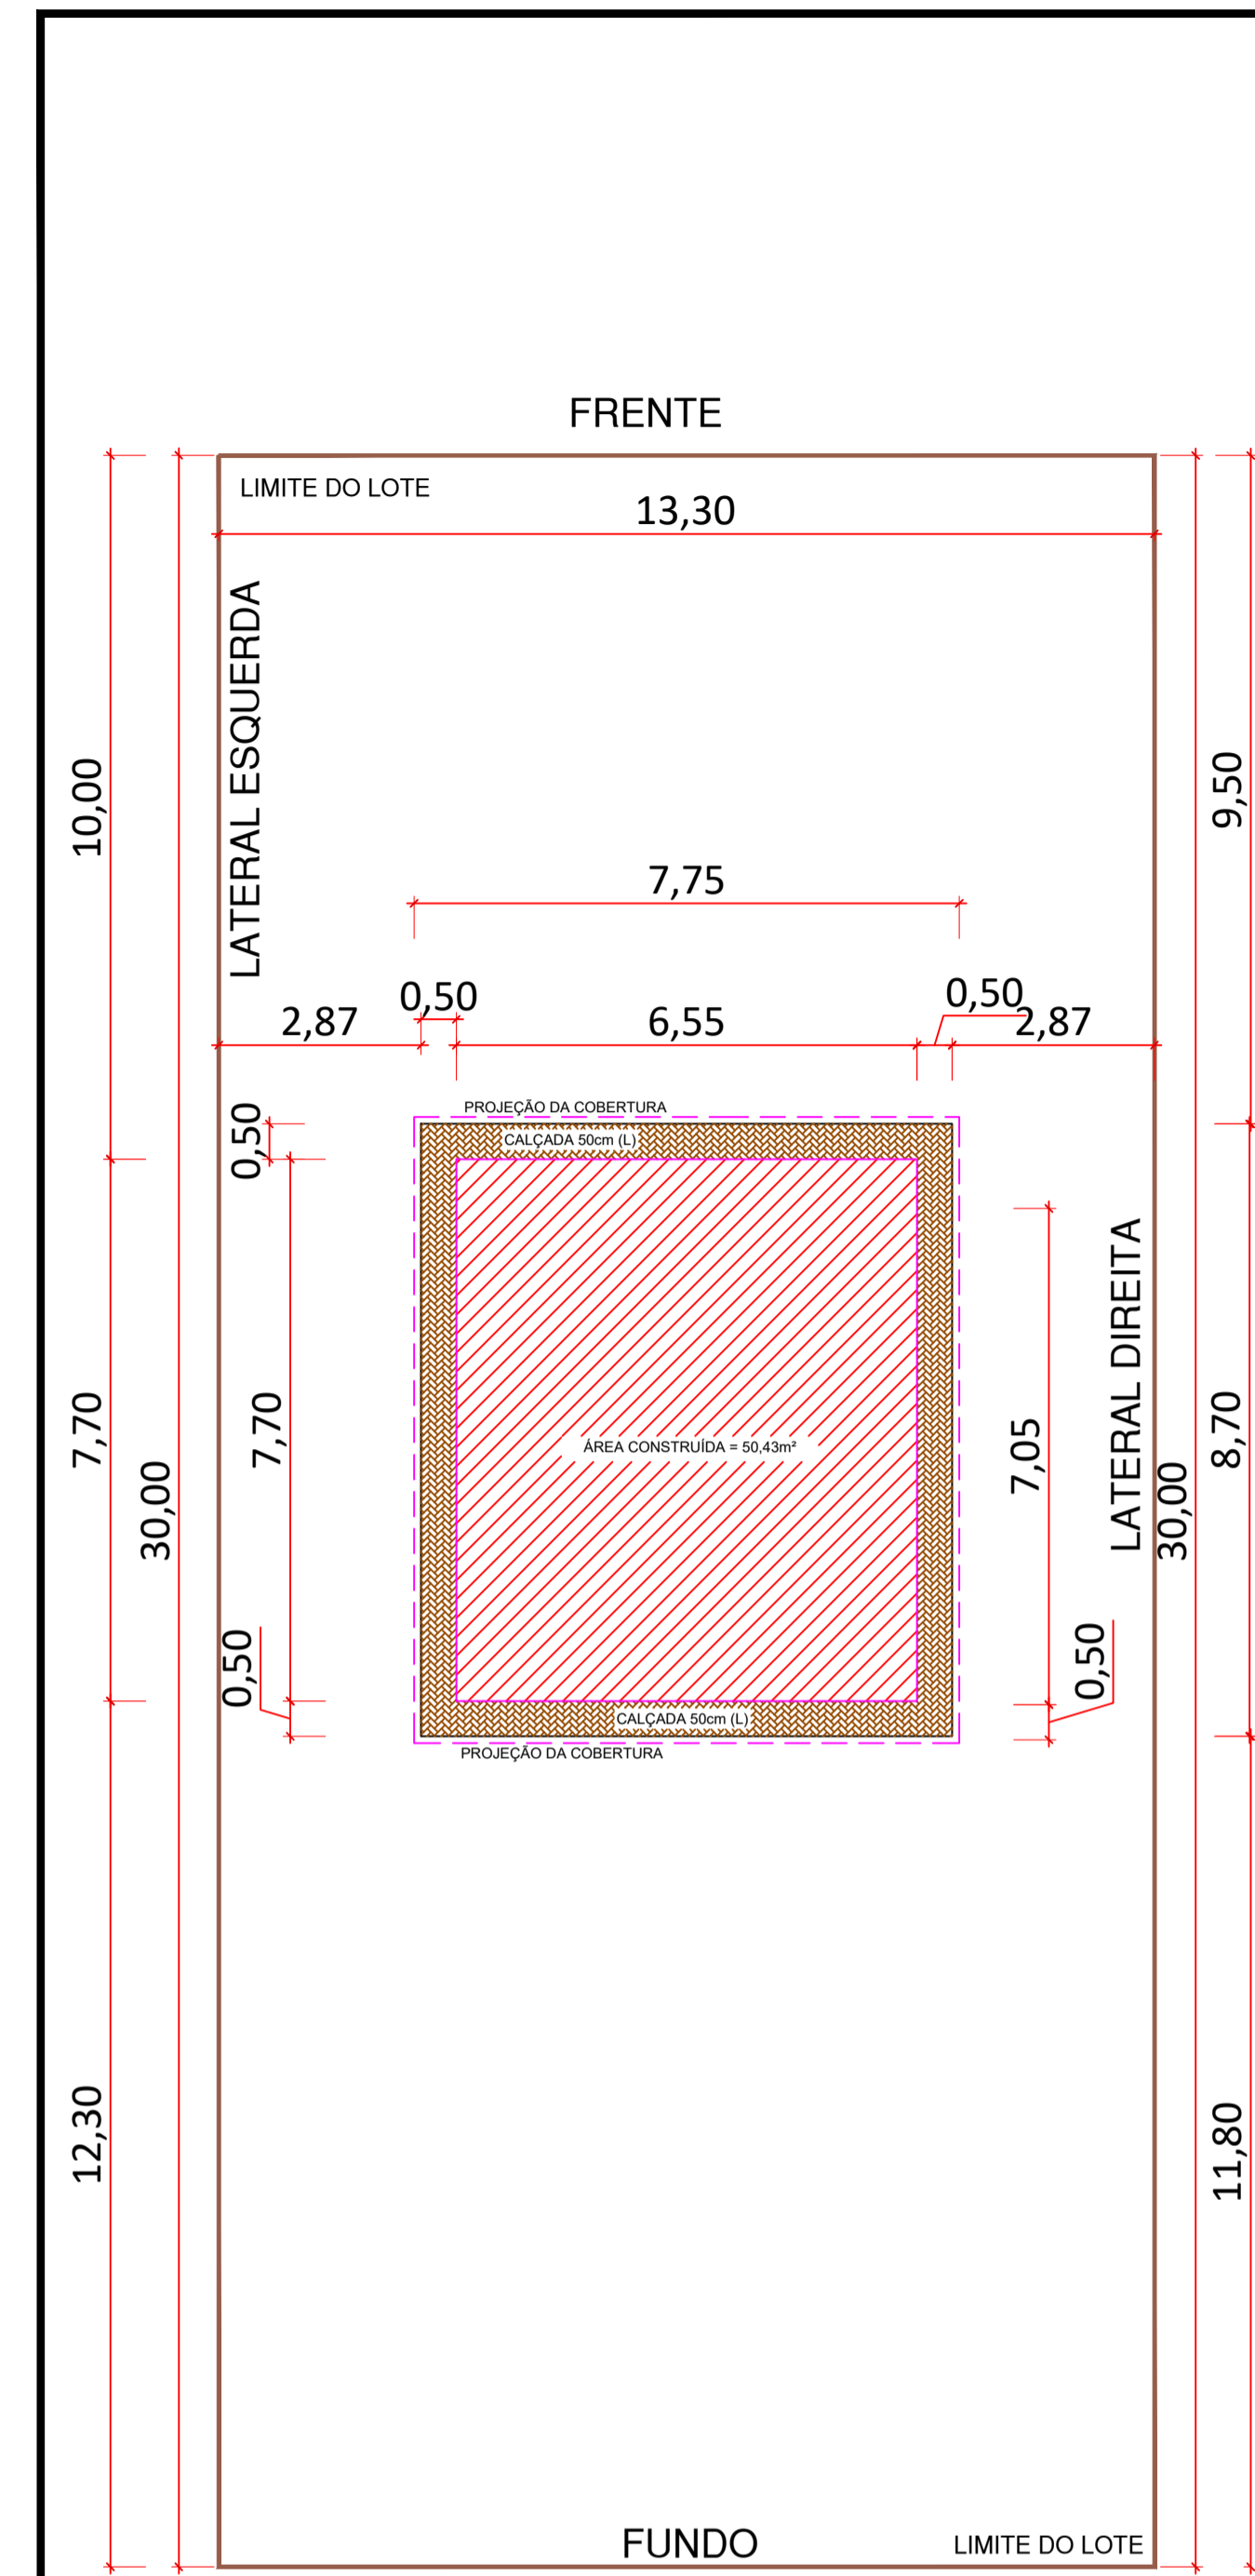 FRENTE
LIMITE DO LOTE
13,30
LATERAL ESQUERDA
10,00
9,50
7,75
0,50
0,50
2,87
6,55
2,87
PROJEÇÃO DA COBERTURA
0,50
CALÇADA 50cm (L)
LATERAL DIREITA
7,70
30,00
7,70
ÁREA CONSTRUÍDA = 50,43m²
7,05
30,00
8,70
0,50
0,50
CALÇADA 50cm (L)
PROJEÇÃO DA COBERTURA
12,30
11,80
FUNDO
LIMITE DO LOTE